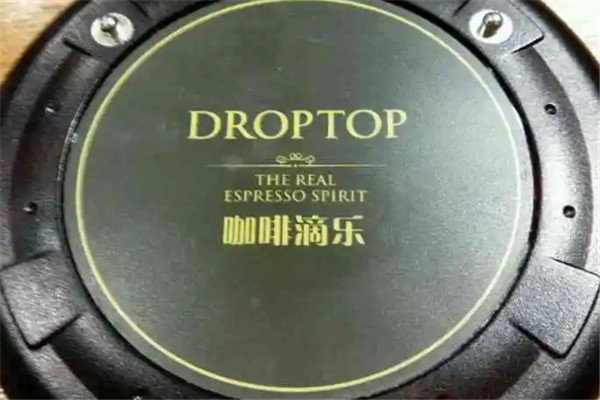 DROPTOP
THE REAL
ESPRESSO SPIRIT
咖啡滴乐